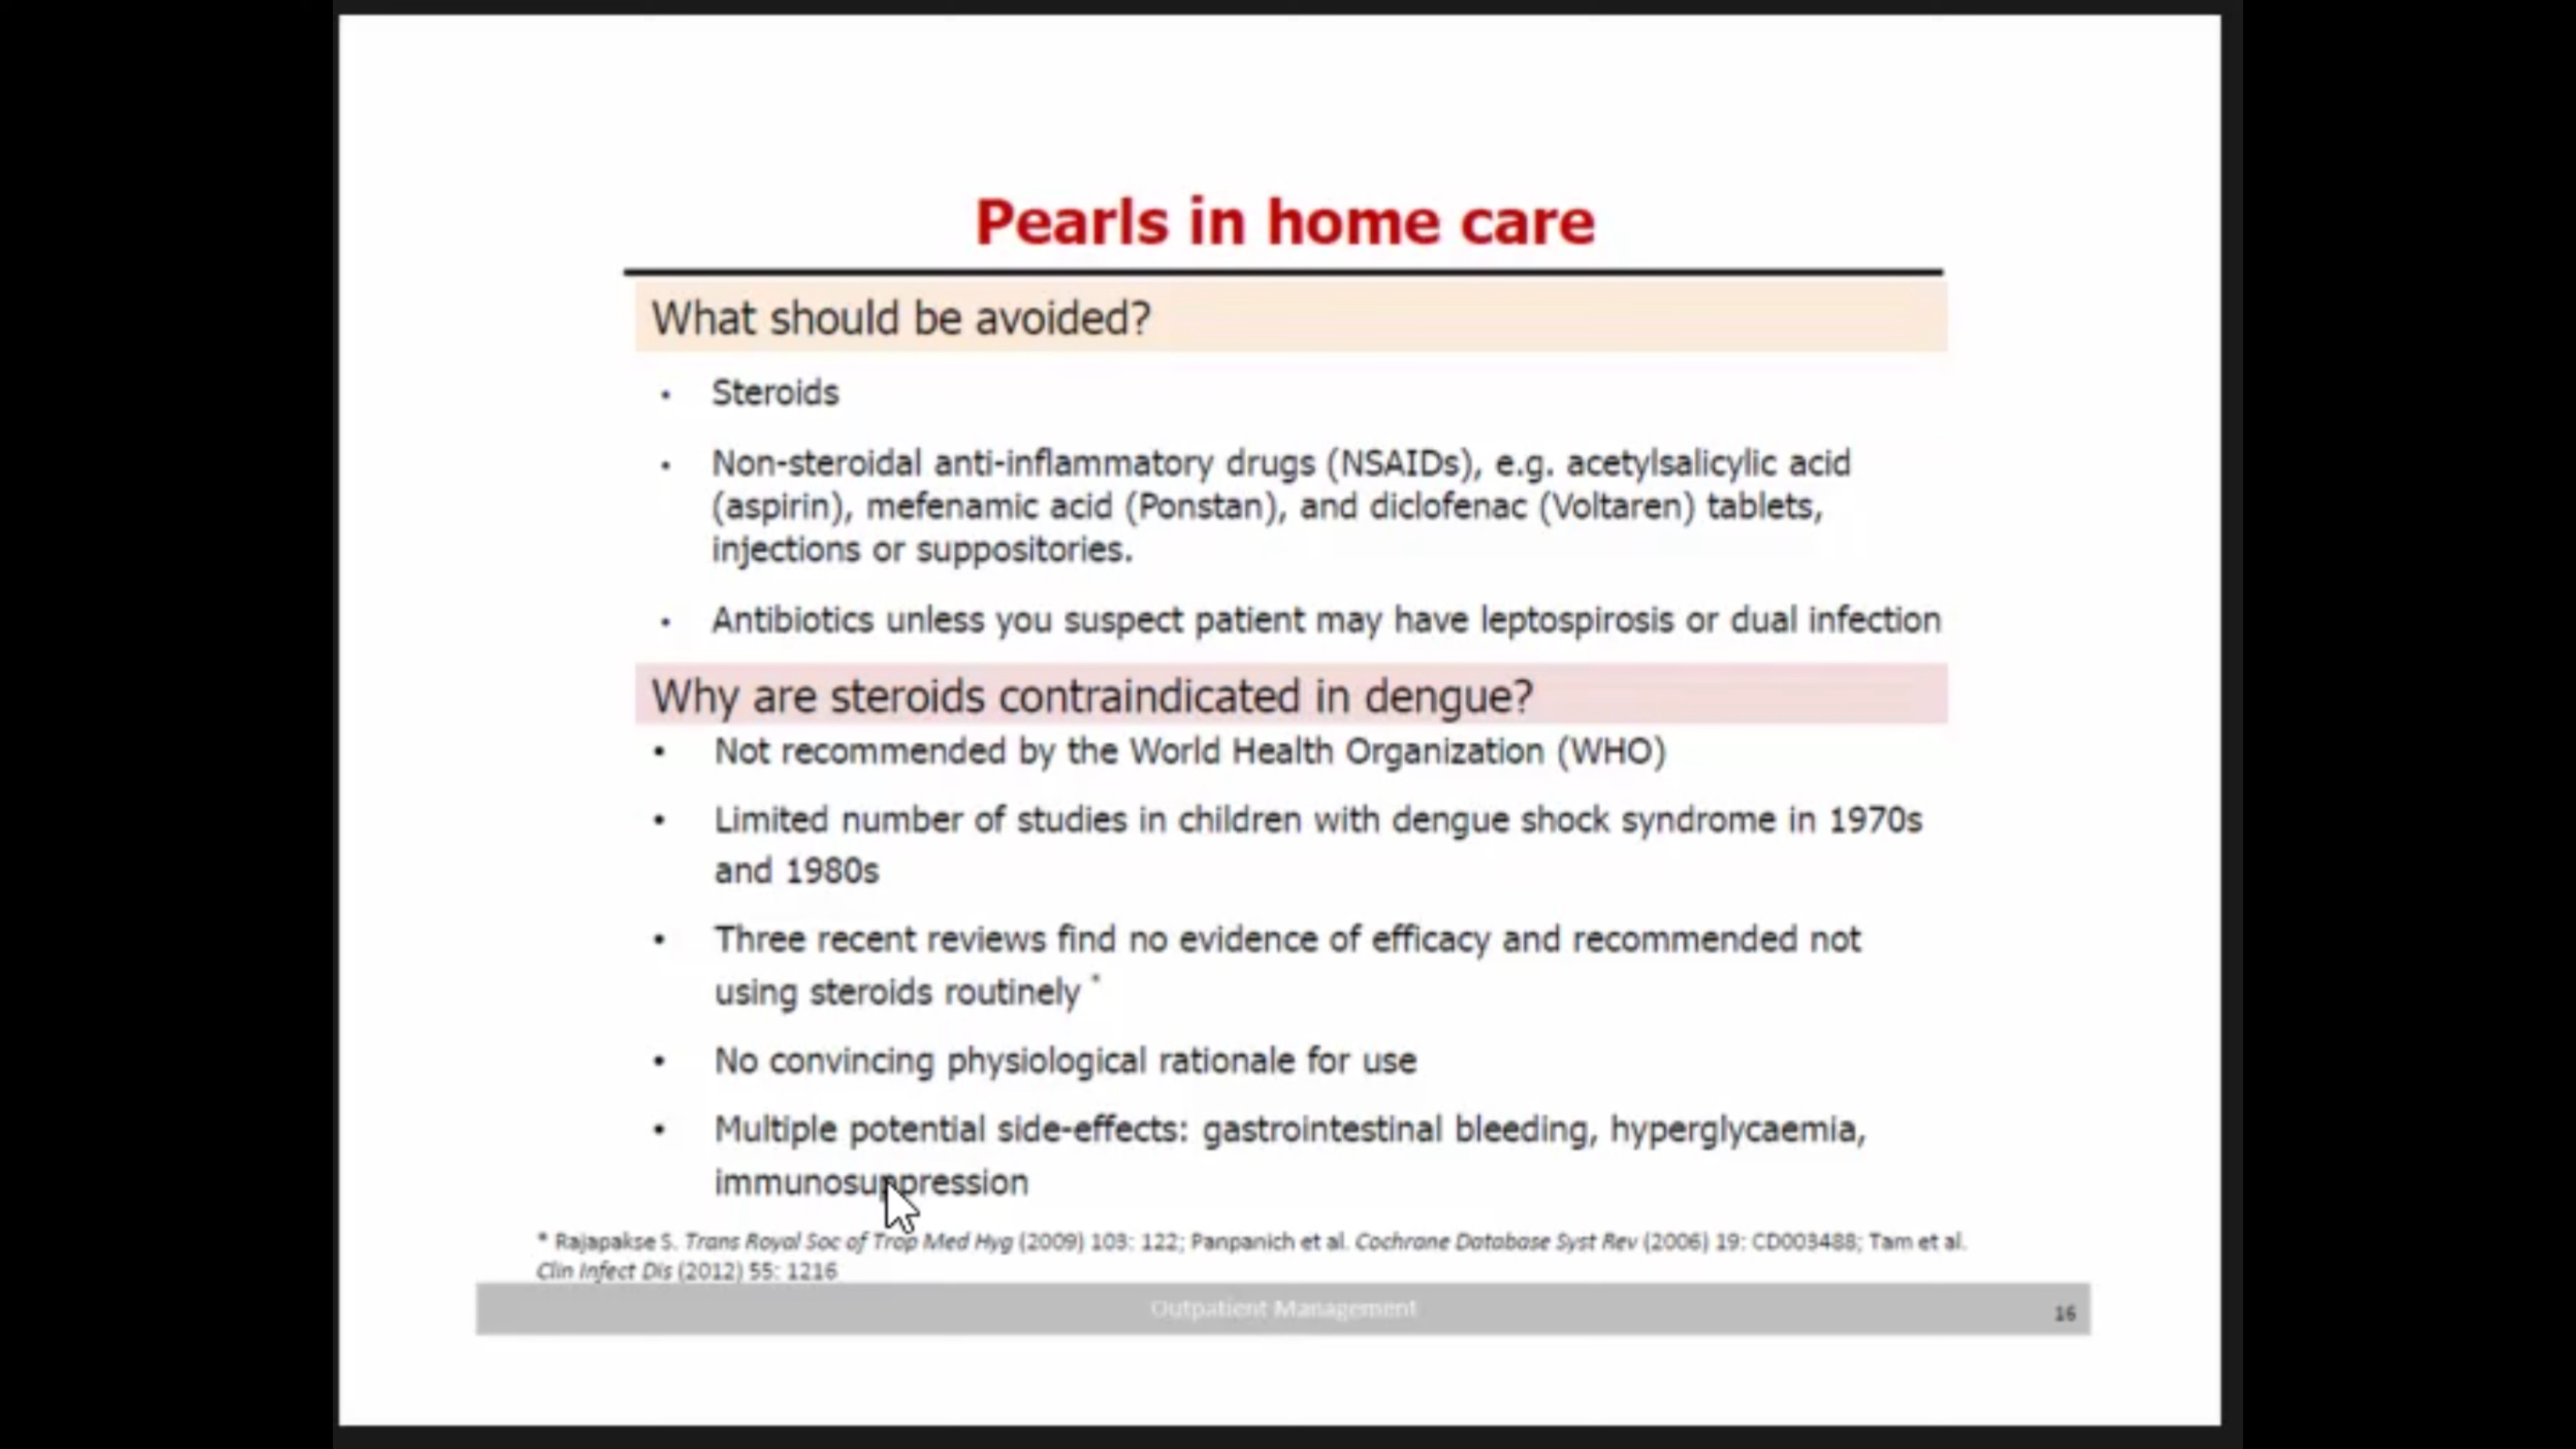 Pearls in home care
What should be avoided?
• Steroids
• Non-steroidal anti-inflammatory drugs (NSAIDs), e.g. acetylsalicylic acid
(aspirin), mefenamic acid (Ponstan), and diclofenac (Voltaren) tablets,
injections or suppositories.
• Antibiotics unless you suspect patient may have leptospirosis or dual infection
Why are steroids contraindicated in dengue?
• Not recommended by the World Health Organization (WHO)
• Limited number of studies in children with dengue shock syndrome in 1970s
and 1980s
• Three recent reviews find no evidence of efficacy and recommended not
using steroids routinely *
• No convincing physiological rationale for use
• Multiple potential side-effects: gastrointestinal bleeding, hyperglycaemia,
immunosuppression
* Rajapakse S. Trans Royal Soc of Trop Med Hyg (2009) 103: 122; Panpanich et al. Cochrane Database Syst Rev (2006) 19: CD003488; Tam et al.
Clin Infect Dis (2012) 55: 1216
Outpatient Management
16